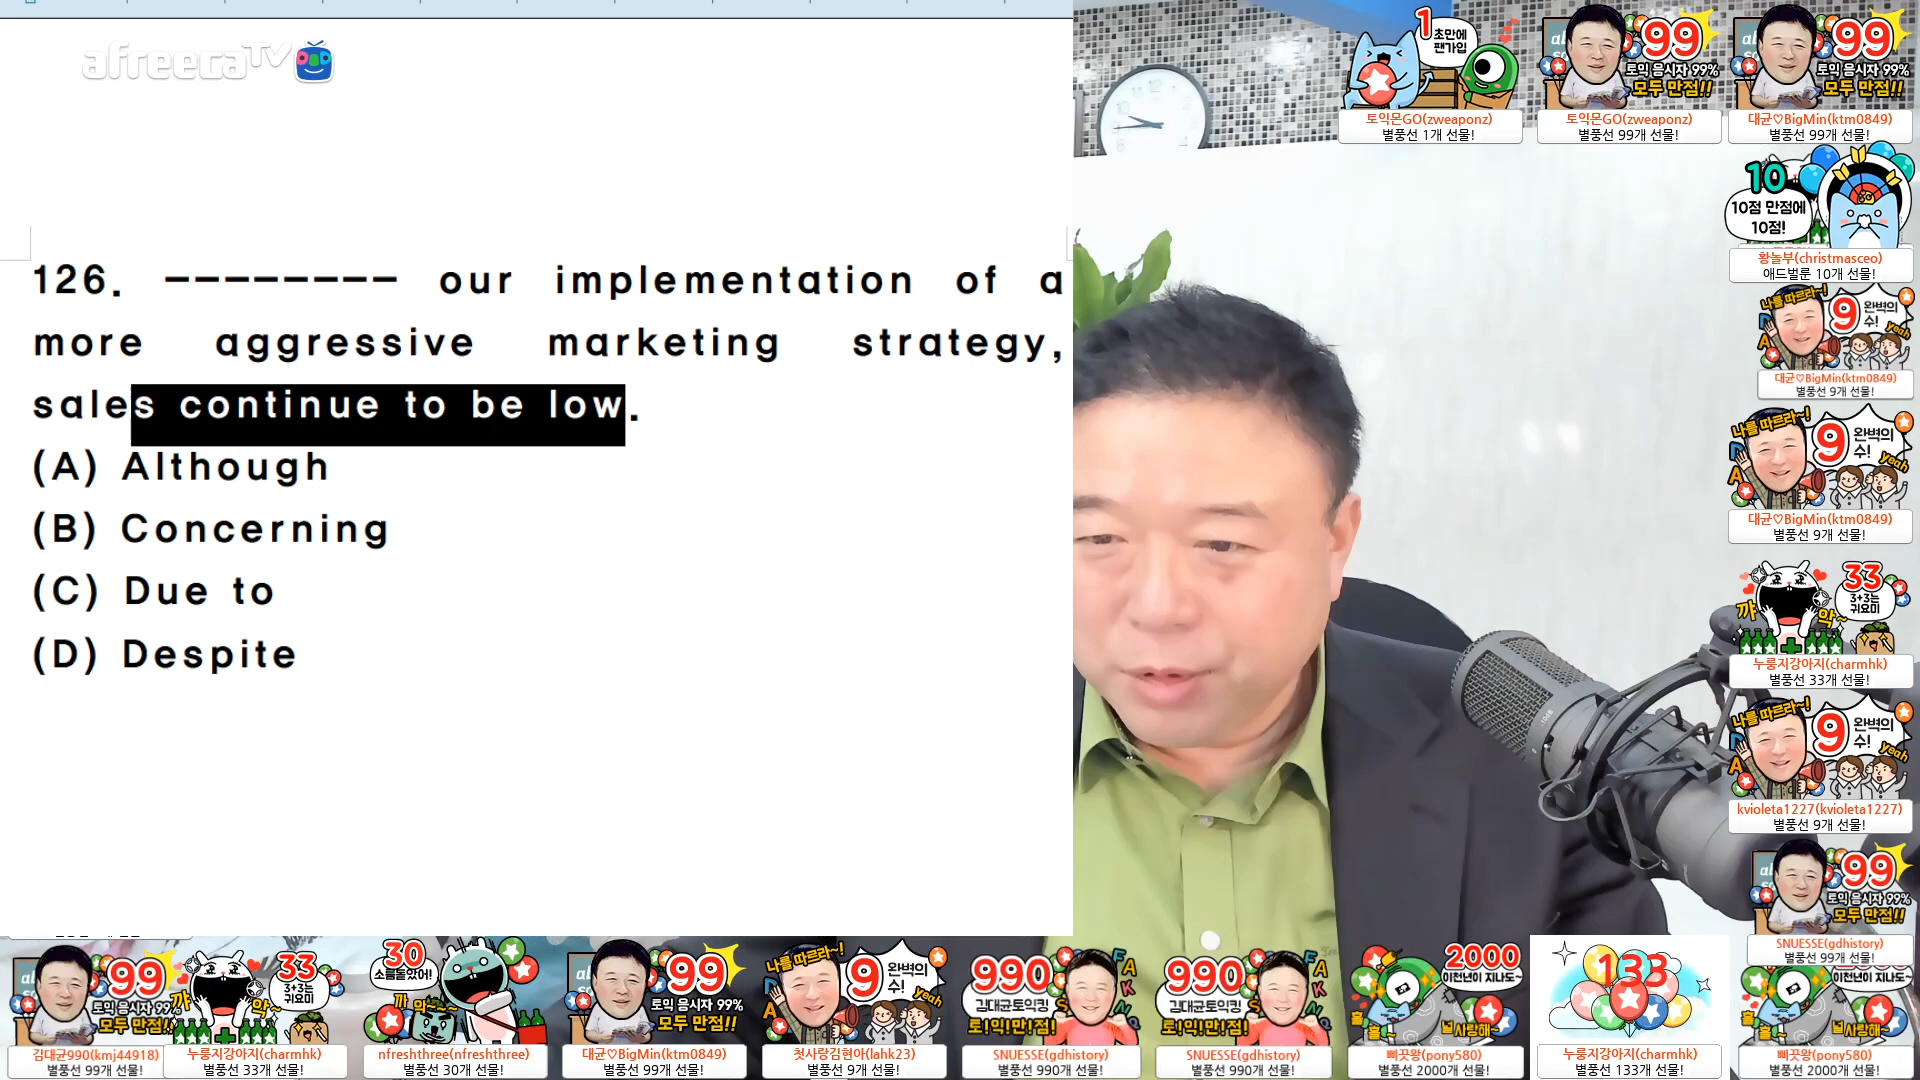 afreecaTV
126. -------- our implementation of a
more aggressive marketing strategy,
sales continue to be low.
(A) Although
(B) Concerning
(C) Due to
(D) Despite
1
초만에
팬가입
토익몬GO(zweaponz)
별풍선 1개 선물!
99
토익 응시자 99%
모두 만점!!
토익몬GO(zweaponz)
별풍선 99개 선물!
99
토익 응시자 99%
모두 만점!!
대균♡BigMin(ktm0849)
별풍선 99개 선물!
10
10점 만점에
10점!
황놀부(christmasceo)
애드벌룬 10개 선물!
나를 따르라~!
9
완벽의
수!
yeah
대균♡BigMin(ktm0849)
별풍선 9개 선물!
나를 따르라~!
9
완벽의
수!
yeah
대균♡BigMin(ktm0849)
별풍선 9개 선물!
33
3+3는
귀요미
꺄
악~
누룽지강아지(charmhk)
별풍선 33개 선물!
나를 따르라~!
9
완벽의
수!
yeah
kvioleta1227(kvioleta1227)
별풍선 9개 선물!
99
토익 응시자 99%
모두 만점!!
SNUESSE(gdhistory)
별풍선 99개 선물!
99
토익 응시자 99%
모두 만점!!
김대균990(kmj44918)
별풍선 99개 선물!
33
3+3는
귀요미
꺄
악~
누룽지강아지(charmhk)
별풍선 33개 선물!
30
소름돋았어!
까
악~
nfreshthree(nfreshthree)
별풍선 30개 선물!
99
토익 응시자 99%
모두 만점!!
대균♡BigMin(ktm0849)
별풍선 99개 선물!
나를 따르라~!
9
완벽의
수!
yeah
첫사랑김현아(lahk23)
별풍선 9개 선물!
990
김대균토익킹
토!익!만!점!
SNUESSE(gdhistory)
별풍선 990개 선물!
990
김대균토익킹
토!익!만!점!
SNUESSE(gdhistory)
별풍선 990개 선물!
2000
이천년이 지나도~
널사랑해~
삐끗왕(pony580)
별풍선 2000개 선물!
133
누룽지강아지(charmhk)
별풍선 133개 선물!
이천년이 지나도~
널사랑해~
삐끗왕(pony580)
별풍선 2000개 선물!